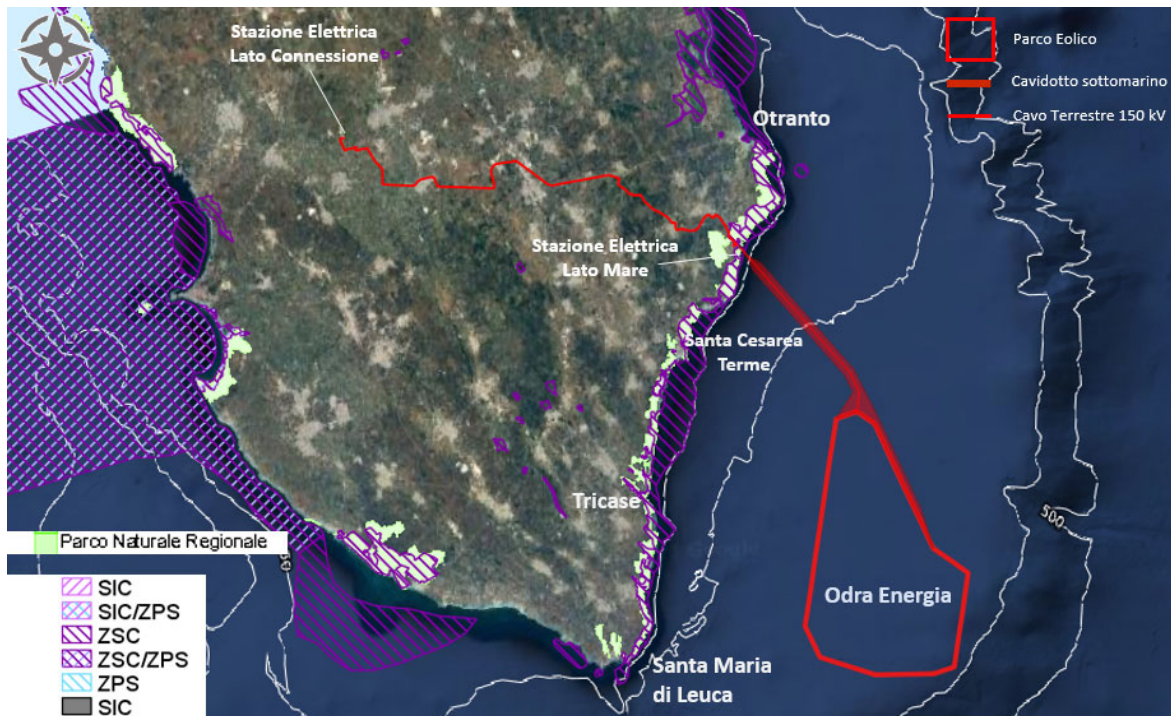 Stazione Elettrica
Lato Connessione
Parco Eolico
Cavidotto sottomarino
Cavo Terrestre 150 kV
Otranto
Stazione Elettrica
Lato Mare
Santa Cesarea
Terme
Tricase
500
Parco Naturale Regionale
Odra Energia
SIC
SIC/ZPS
ZSC
ZSC/ZPS
ZPS
SIC
Santa Maria
di Leuca